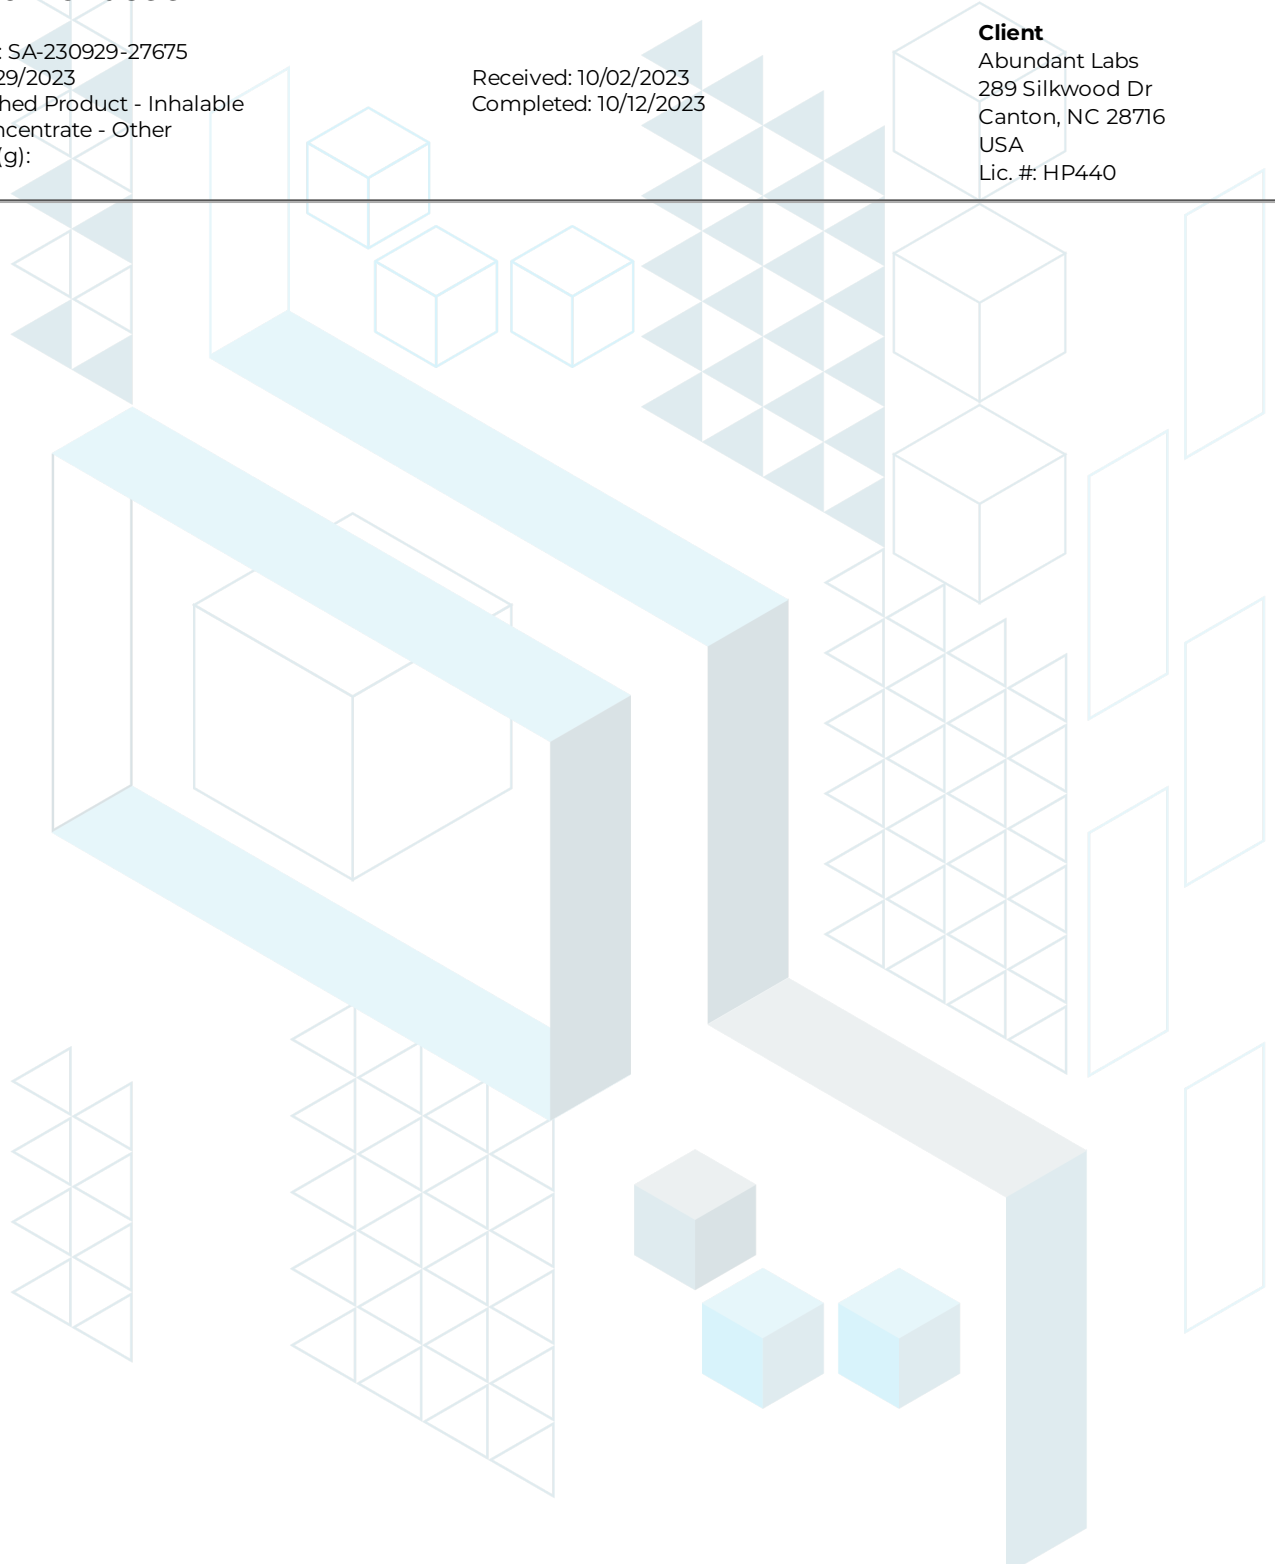 : SA-230929-27675
29/2023
hed Product - Inhalable
ncentrate - Other
(g):
Received: 10/02/2023
Completed: 10/12/2023
Client
Abundant Labs
289 Silkwood Dr
Canton, NC 28716
USA
Lic. #: HP440